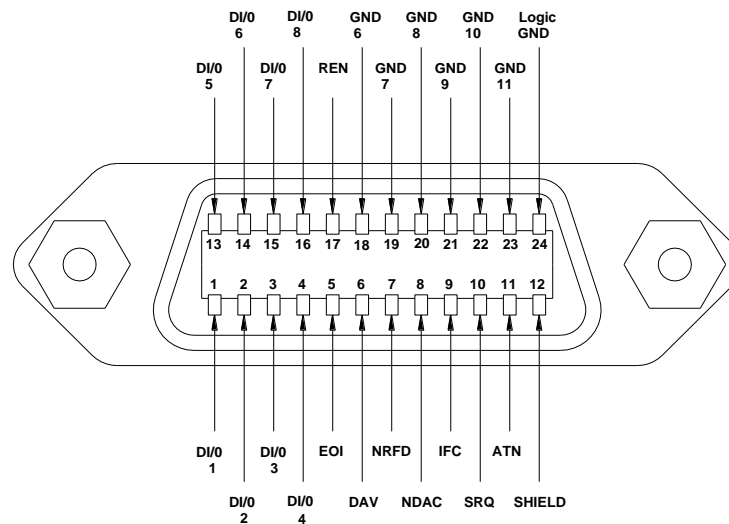 DI/0 DI/0 GND GND GND Logic
6 8 6 8 10 GND
DI/0 DI/0 REN GND GND GND
5 7 7 9 11
13 14 15 16 17 18 19 20 21 22 23 24
1 2 3 4 5 6 7 8 9 10 11 12
DI/0 DI/0 EOI NRFD IFC ATN
1 3
DI/0 DI/0 DAV NDAC SRQ SHIELD
2 4